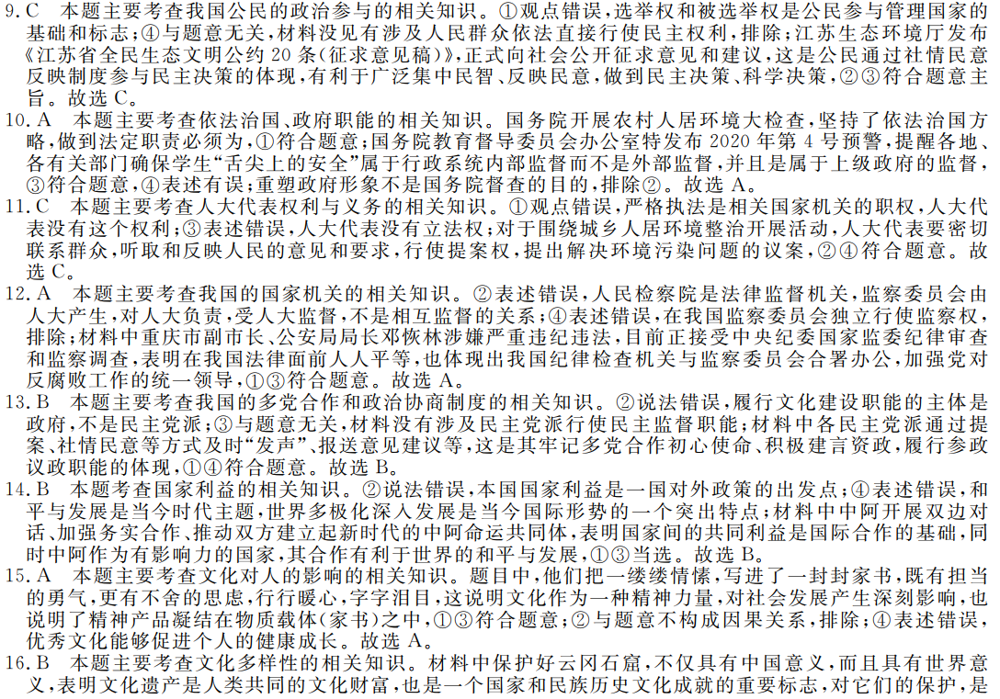 9. C 本题主要考查我国公民的政治参与的相关知识。①观点错误,选举权和被选举权是公民参与管理国家的
基础和标志;④与题意无关,材料没见有涉及人民群众依法直接行使民主权利,排除;江苏生态环境厅发布
《江苏省全民生态文明公约 20 条(征求意见稿)》,正式向社会公开征求意见和建议,这是公民通过社情民意
反映制度参与民主决策的体现,有利于广泛集中民智、反映民意,做到民主决策、科学决策,②③符合题意主
旨。故选 C。
10. A 本题主要考查依法治国、政府职能的相关知识。国务院开展农村人居环境大检查,坚持了依法治国方
略,做到法定职责必须为,①符合题意;国务院教育督导委员会办公室特发布 2020 年第 4 号预警,提醒各地、
各有关部门确保学生“舌尖上的安全”属于行政系统内部监督而不是外部监督,并且是属于上级政府的监督,
③符合题意,④表述有误;重塑政府形象不是国务院督查的目的,排除②。故选 A。
11. C 本题主要考查人大代表权利与义务的相关知识。①观点错误,严格执法是相关国家机关的职权,人大代
表没有这个权利;③表述错误,人大代表没有立法权;对于围绕城乡人居环境整治开展活动,人大代表要密切
联系群众,听取和反映人民的意见和要求,行使提案权,提出解决环境污染问题的议案,②④符合题意。故
选 C。
12. A 本题主要考查我国的国家机关的相关知识。②表述错误,人民检察院是法律监督机关,监察委员会由
人大产生,对人大负责,受人大监督,不是相互监督的关系;④表述错误,在我国监察委员会独立行使监察权,
排除;材料中重庆市副市长、公安局局长邓恢林涉嫌严重违纪违法,目前正接受中央纪委国家监委纪律审查
和监察调查,表明在我国法律面前人人平等,也体现出我国纪律检查机关与监察委员会合署办公,加强党对
反腐败工作的统一领导,①③符合题意。故选 A。
13. B 本题主要考查我国的多党合作和政治协商制度的相关知识。②说法错误,履行文化建设职能的主体是
政府,不是民主党派;③与题意无关,材料没有涉及民主党派行使民主监督职能;材料中各民主党派通过提
案、社情民意等方式及时“发声”、报送意见建议等,这是其牢记多党合作初心使命、积极建言资政,履行参政
议政职能的体现,①④符合题意。故选 B。
14. B 本题考查国家利益的相关知识。②说法错误,本国国家利益是一国对外政策的出发点;④表述错误,和
平与发展是当今时代主题,世界多极化深入发展是当今国际形势的一个突出特点;材料中中阿开展双边对
话、加强务实合作、推动双方建立起新时代的中阿命运共同体,表明国家间的共同利益是国际合作的基础,同
时中阿作为有影响力的国家,其合作有利于世界的和平与发展,①③当选。故选 B。
15. A 本题主要考查文化对人的影响的相关知识。题目中,他们把一缕缕情愫,写进了一封封家书,既有担当
的勇气,更有不舍的思虑,行行暖心,字字泪目,这说明文化作为一种精神力量,对社会发展产生深刻影响,也
说明了精神产品凝结在物质载体(家书)之中,①③符合题意;②与题意不构成因果关系,排除;④表述错误,
优秀文化能够促进个人的健康成长。故选 A。
16. B 本题主要考查文化多样性的相关知识。材料中保护好云冈石窟,不仅具有中国意义,而且具有世界意
义,表明文化遗产是人类共同的文化财富,也是一个国家和民族历史文化成就的重要标志,对它们的保护,是